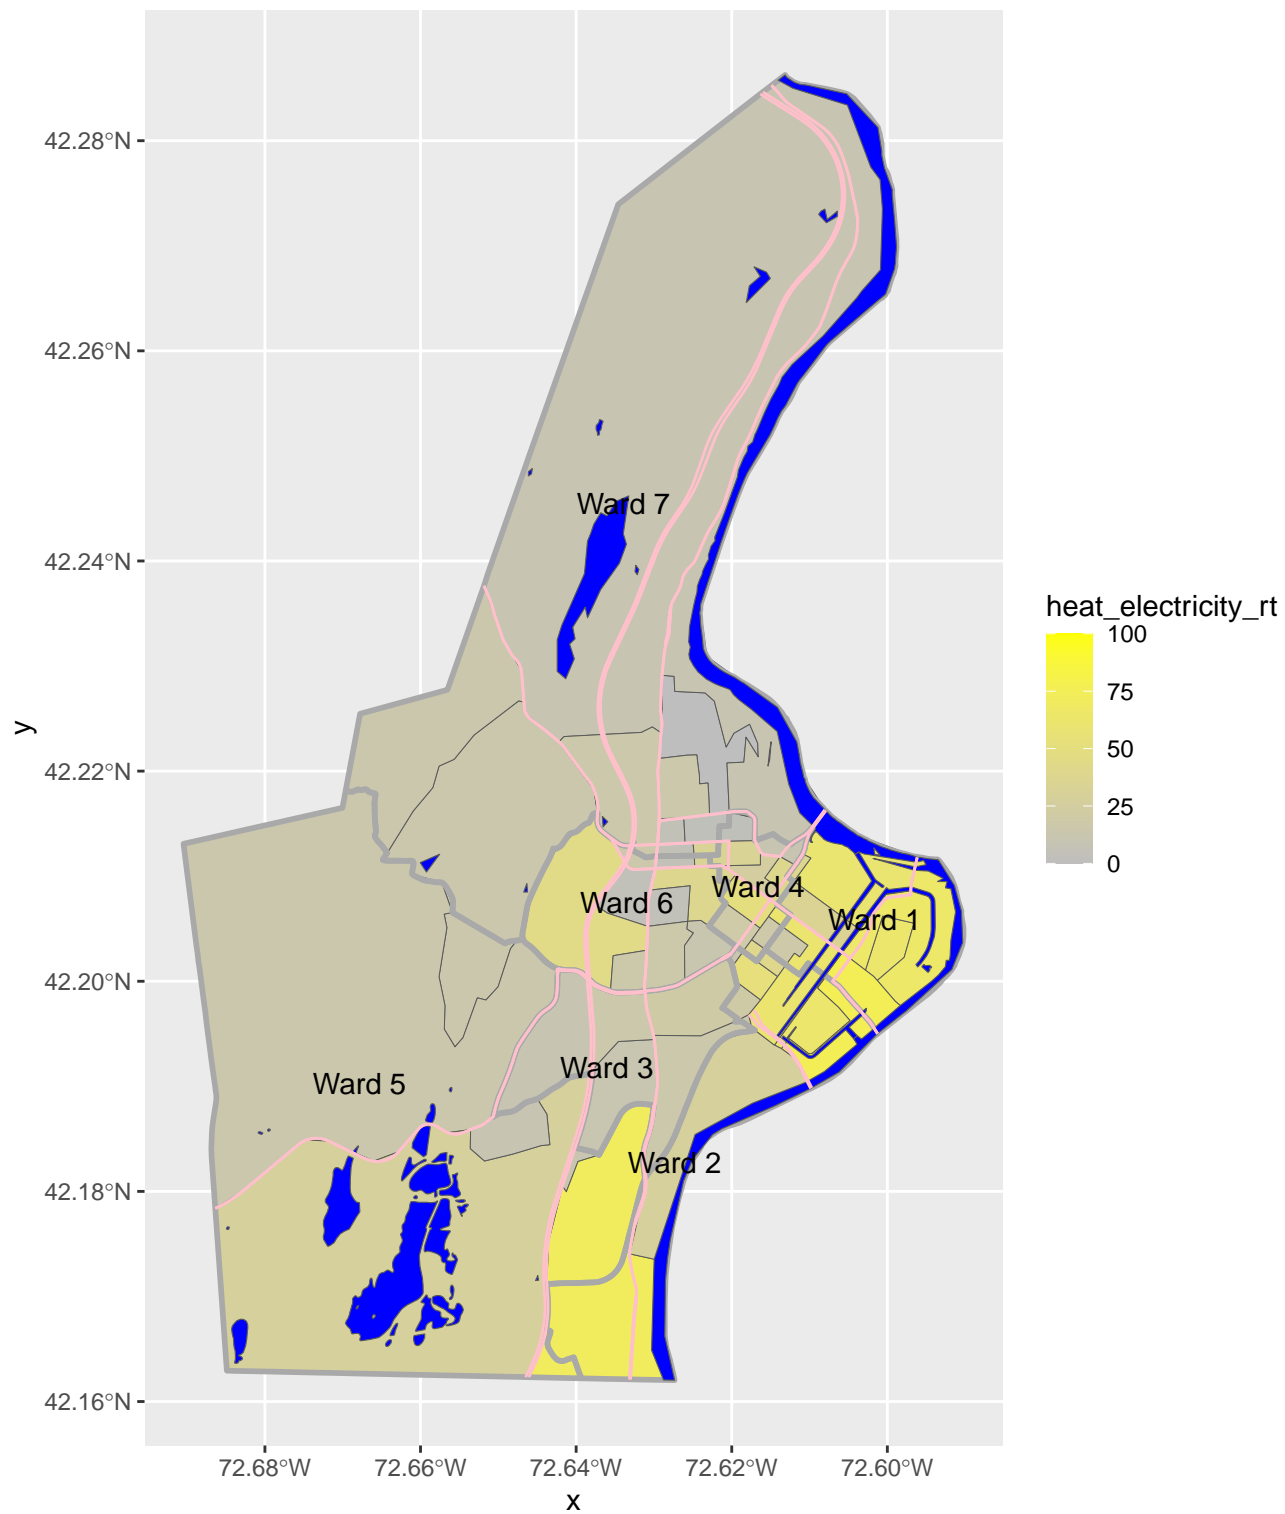 42.28°N
42.26°N
42.24°N
42.22°N
42.20°N
42.18°N
42.16°N
y
Ward 7
Ward 4
Ward 6
Ward 1
Ward 3
Ward 5
Ward 2
72.68°W
72.66°W
72.64°W
72.62°W
72.60°W
x
heat_electricity_rt
100
75
50
25
0